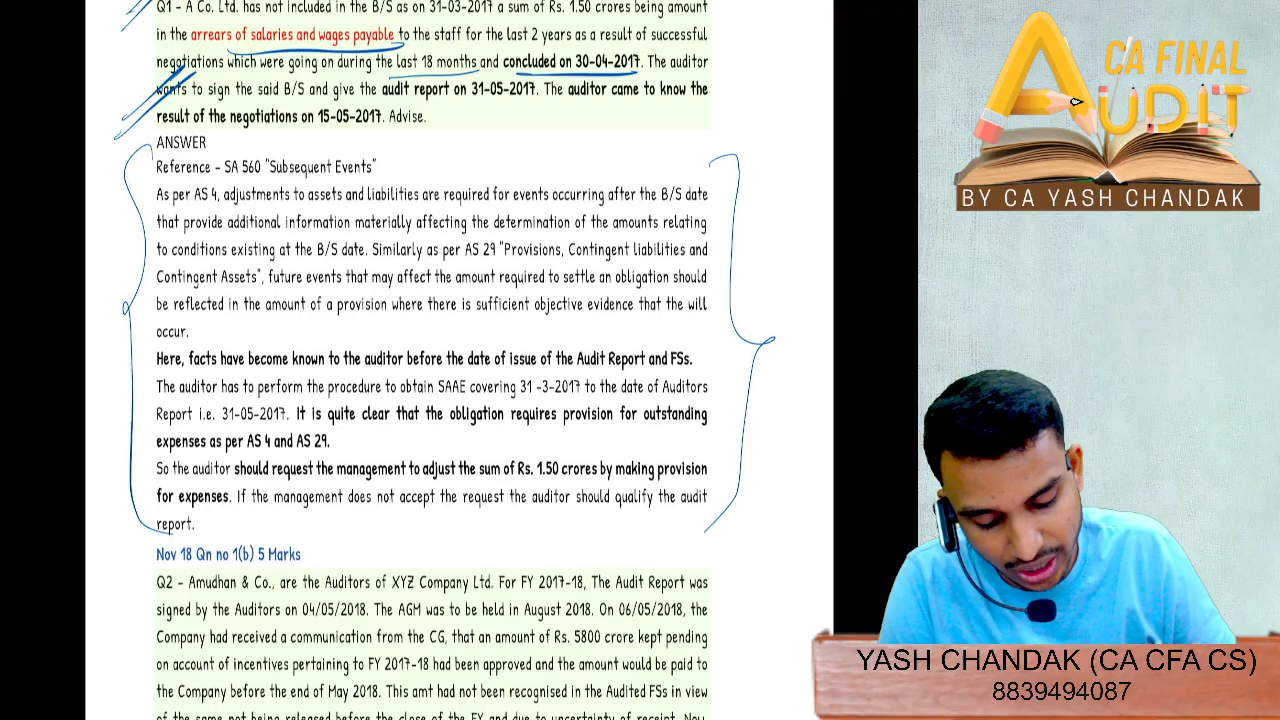 Q1 - A Co. Ltd. has not included in the B/S as on 31-03-2017 a sum of Rs. 1.50 crores being amount
in the arrears of salaries and wages payable to the staff for the last 2 years as a result of successful
negotiations which were going on during the last 18 months and concluded on 30-04-2017. The auditor
wants to sign the said B/S and give the audit report on 31-05-2017. The auditor came to know the
result of the negotiations on 15-05-2017. Advise.
ANSWER
Reference - SA 560 "Subsequent Events"
As per AS 4, adjustments to assets and liabilities are required for events occurring after the B/S date
that provide additional information materially affecting the determination of the amounts relating
to conditions existing at the B/S date. Similarly as per AS 29 "Provisions, Contingent liabilities and
Contingent Assets", future events that may affect the amount required to settle an obligation should
be reflected in the amount of a provision where there is sufficient objective evidence that the will
occur.
Here, facts have become known to the auditor before the date of issue of the Audit Report and FSs.
The auditor has to perform the procedure to obtain SAAE covering 31 -3-2017 to the date of Auditors
Report i.e. 31-05-2017. It is quite clear that the obligation requires provision for outstanding
expenses as per AS 4 and AS 29.
So the auditor should request the management to adjust the sum of Rs. 1.50 crores by making provision
for expenses. If the management does not accept the request the auditor should qualify the audit
report.
Nov 18 Qn no 1(b) 5 Marks
Q2 - Amudhan & Co., are the Auditors of XYZ Company Ltd. For FY 2017-18, The Audit Report was
signed by the Auditors on 04/05/2018. The AGM was to be held in August 2018. On 06/05/2018, the
Company had received a communication from the CG, that an amount of Rs. 5800 crore kept pending
on account of incentives pertaining to FY 2017-18 had been approved and the amount would be paid to
the Company before the end of May 2018. This amt had not been recognised in the Audited FSs in view
of the same not being released before the close of the FY and due to uncertainty of receipt. Now,
CA FINAL
AUDIT
BY CA YASH CHANDAK
YASH CHANDAK (CA CFA CS)
8839494087